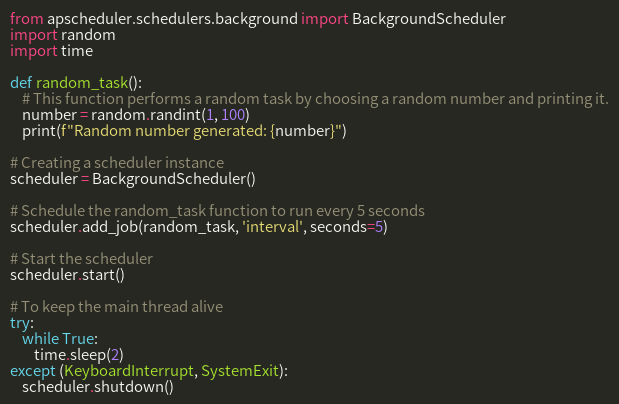 from apscheduler.schedulers.background import BackgroundScheduler
import random
import time

def random_task():
    # This function performs a random task by choosing a random number and printing it.
    number = random.randint(1, 100)
    print(f"Random number generated: {number}")

# Creating a scheduler instance
scheduler = BackgroundScheduler()

# Schedule the random_task function to run every 5 seconds
scheduler.add_job(random_task, 'interval', seconds=5)

# Start the scheduler
scheduler.start()

# To keep the main thread alive
try:
    while True:
        time.sleep(2)
except (KeyboardInterrupt, SystemExit):
    scheduler.shutdown()